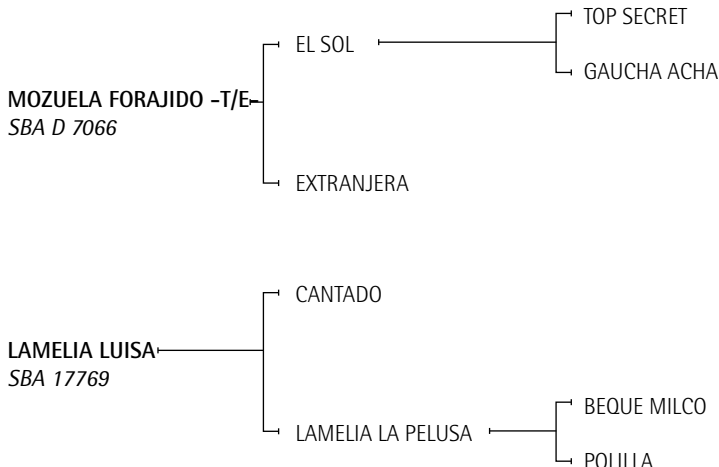 TOP SECRET
EL SOL
GAUCHA ACHA
MOZUELA FORAJIDO -T/E-
SBA D 7066
EXTRANJERA
CANTADO
LAMELIA LUISA
SBA 17769
BEQUE MILCO
LAMELIA LA PELUSA
POLILLA